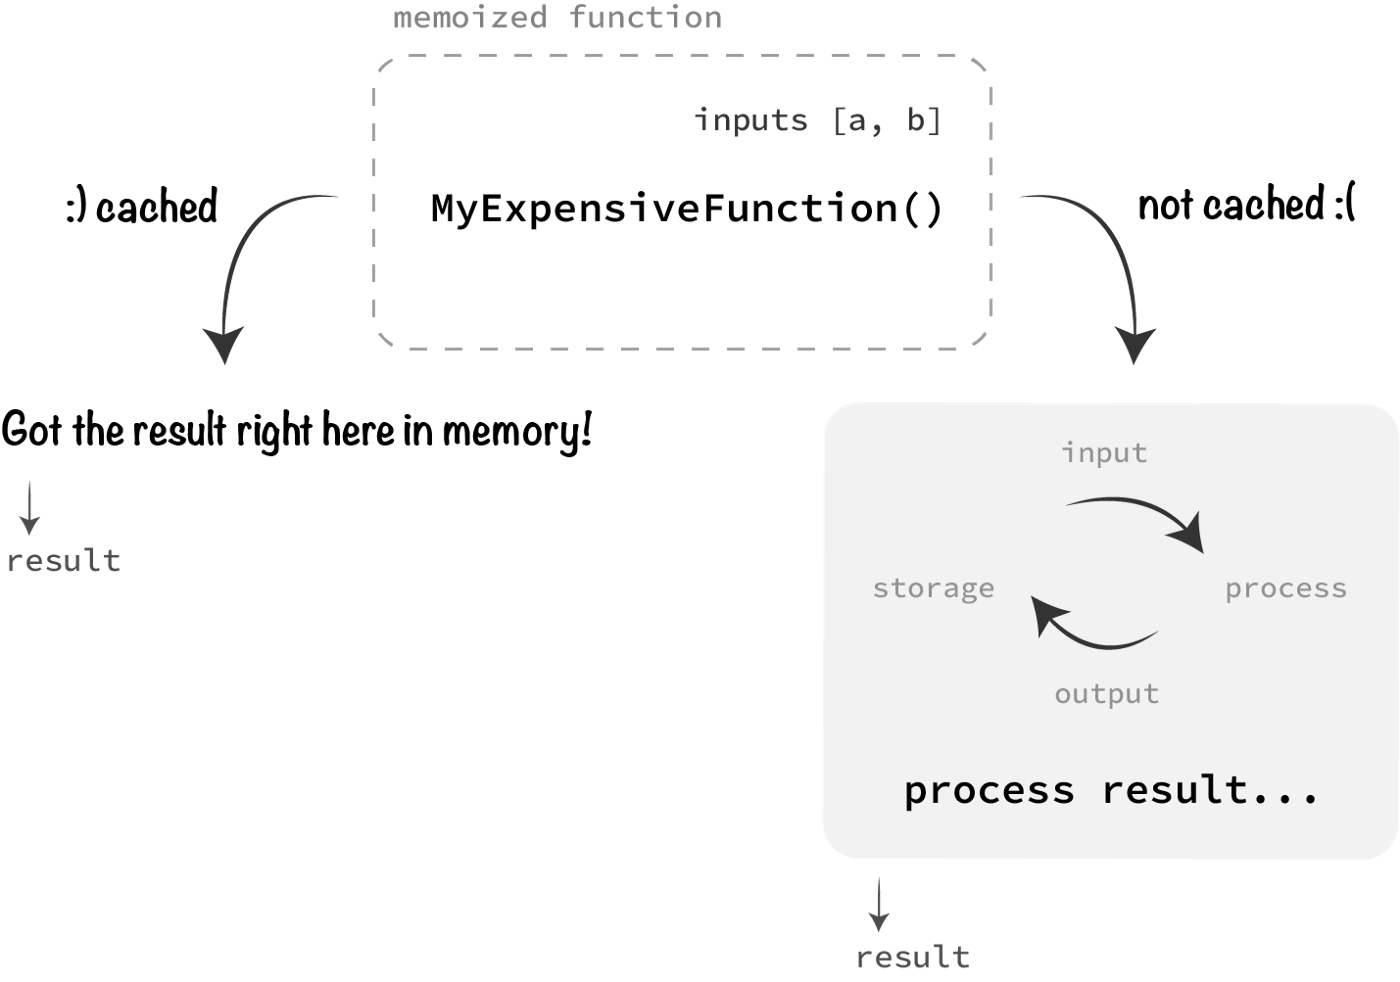 memoized function
inputs [a, b]
MyExpensiveFunction()
:) cached
not cached :(
Got the result right here in memory!
result
input
storage
process
output
process result...
result